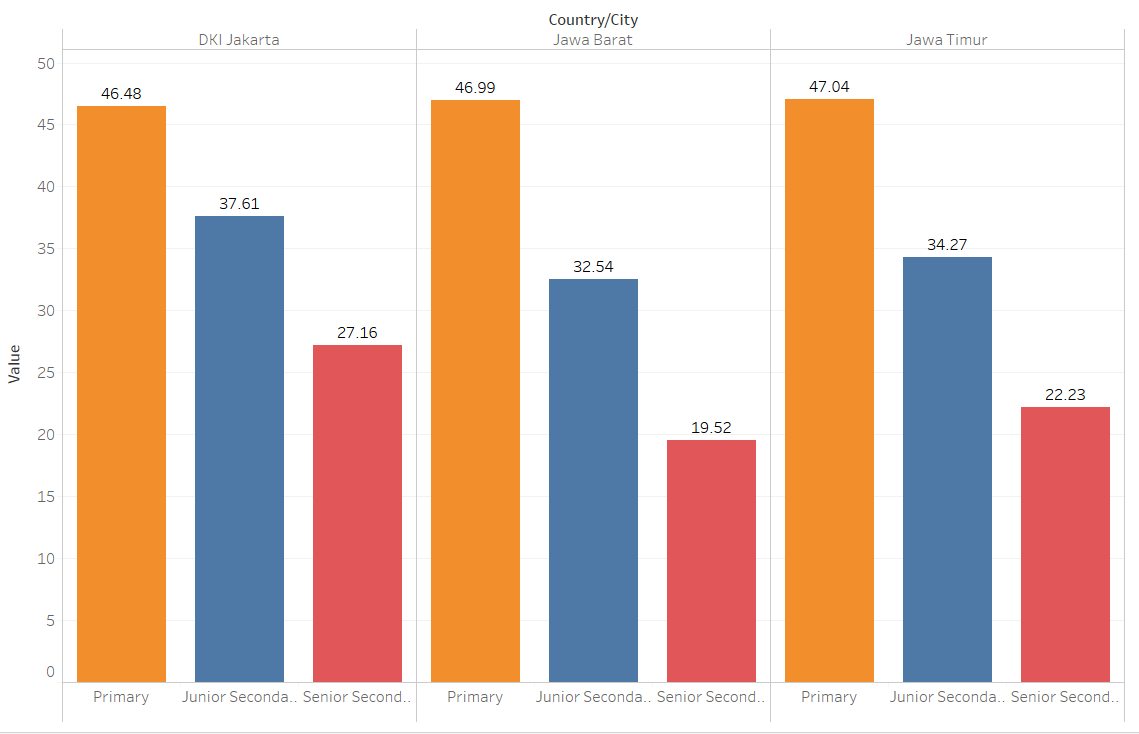 Country/City
DKI Jakarta Jawa Barat Jawa Timur
Value
50
45
40
35
30
25
20
15
10
5
0
46.48 37.61 27.16
46.99 32.54 19.52
47.04 34.27 22.23
Primary Junior Seconda.. Senior Second.. Primary Junior Seconda.. Senior Second.. Primary Junior Seconda.. Senior Second..